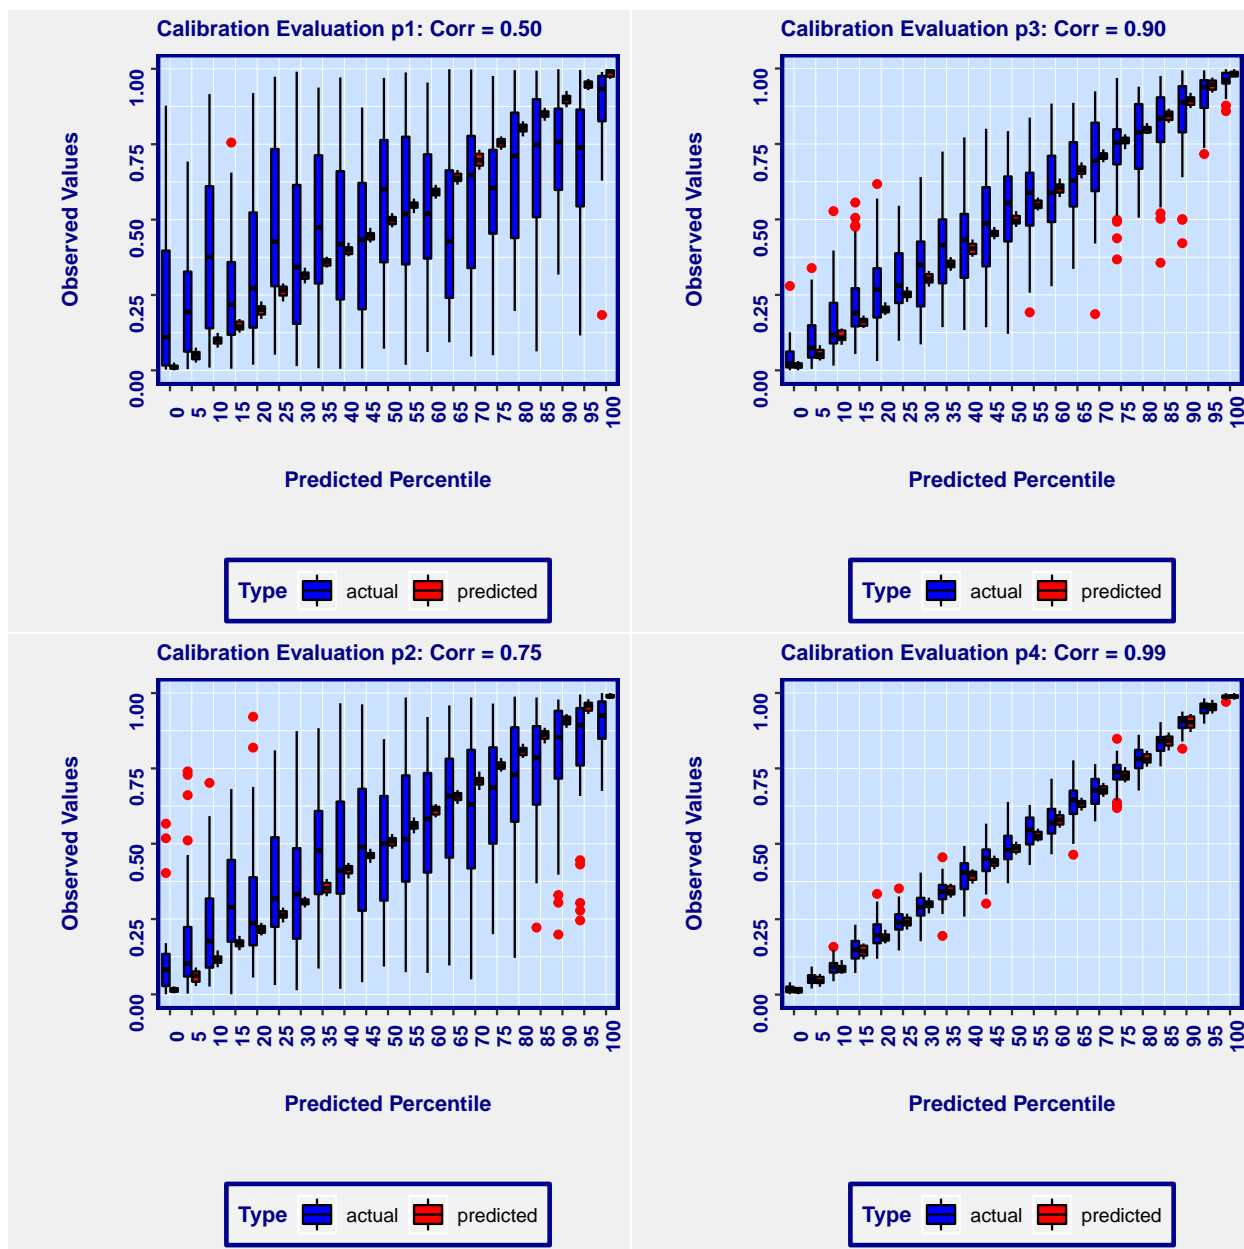 Calibration Evaluation p1: Corr = 0.50
Observed Values
1.00
0.75
0.50
0.25
0.00
0 5 10 15 20 25 30 35 40 45 50 55 60 65 70 75 80 85 90 95 100
Predicted Percentile
Type actual predicted
Calibration Evaluation p3: Corr = 0.90
Observed Values
1.00
0.75
0.50
0.25
0.00
0 5 10 15 20 25 30 35 40 45 50 55 60 65 70 75 80 85 90 95 100
Predicted Percentile
Type actual predicted
Calibration Evaluation p2: Corr = 0.75
Observed Values
1.00
0.75
0.50
0.25
0.00
0 5 10 15 20 25 30 35 40 45 50 55 60 65 70 75 80 85 90 95 100
Predicted Percentile
Type actual predicted
Calibration Evaluation p4: Corr = 0.99
Observed Values
1.00
0.75
0.50
0.25
0.00
0 5 10 15 20 25 30 35 40 45 50 55 60 65 70 75 80 85 90 95 100
Predicted Percentile
Type actual predicted